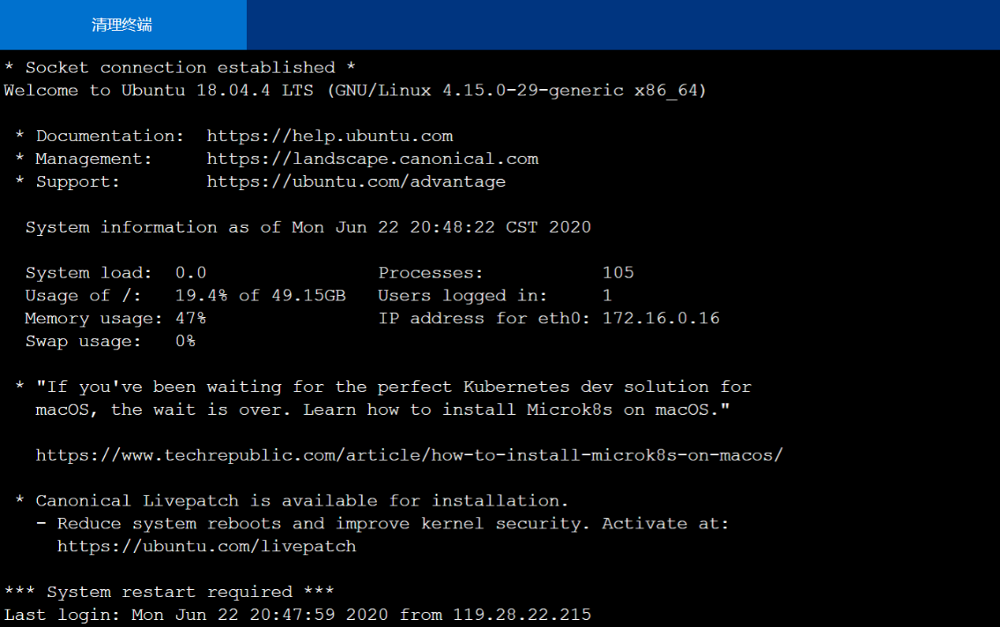 清理终端
* Socket connection established *
Welcome to Ubuntu 18.04.4 LTS (GNU/Linux 4.15.0-29-generic x86_64)
* Documentation: https://help.ubuntu.com
* Management: https://landscape.canonical.com
* Support: https://ubuntu.com/advantage
System information as of Mon Jun 22 20:48:22 CST 2020
System load: 0.0 Processes: 105
Usage of /: 19.4% of 49.15GB Users logged in: 1
Memory usage: 47% IP address for eth0: 172.16.0.16
Swap usage: 0%
* "If you've been waiting for the perfect Kubernetes dev solution for
macOS, the wait is over. Learn how to install Microk8s on macOS."
https://www.techrepublic.com/article/how-to-install-microk8s-on-macos/
* Canonical Livepatch is available for installation.
- Reduce system reboots and improve kernel security. Activate at:
https://ubuntu.com/livepatch
*** System restart required ***
Last login: Mon Jun 22 20:47:59 2020 from 119.28.22.215